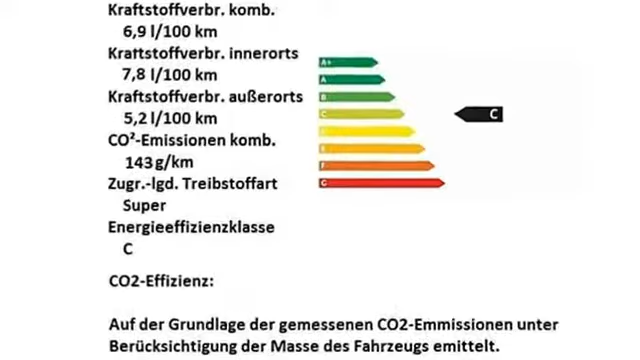 Kraftstoffverbr. komb.
6,9 l/100 km
Kraftstoffverbr. innerorts
7,8 l/100 km
Kraftstoffverbr. außerorts
5,2 l/100 km
CO²-Emissionen komb.
143 g/km
Zugr.-lgd. Treibstoffart
Super
Energieeffizienzklasse
C
A+
A
B
C
E
F
G
C
CO2-Effizienz:
Auf der Grundlage der gemessenen CO2-Emmissionen unter
Berücksichtigung der Masse des Fahrzeugs emittelt.